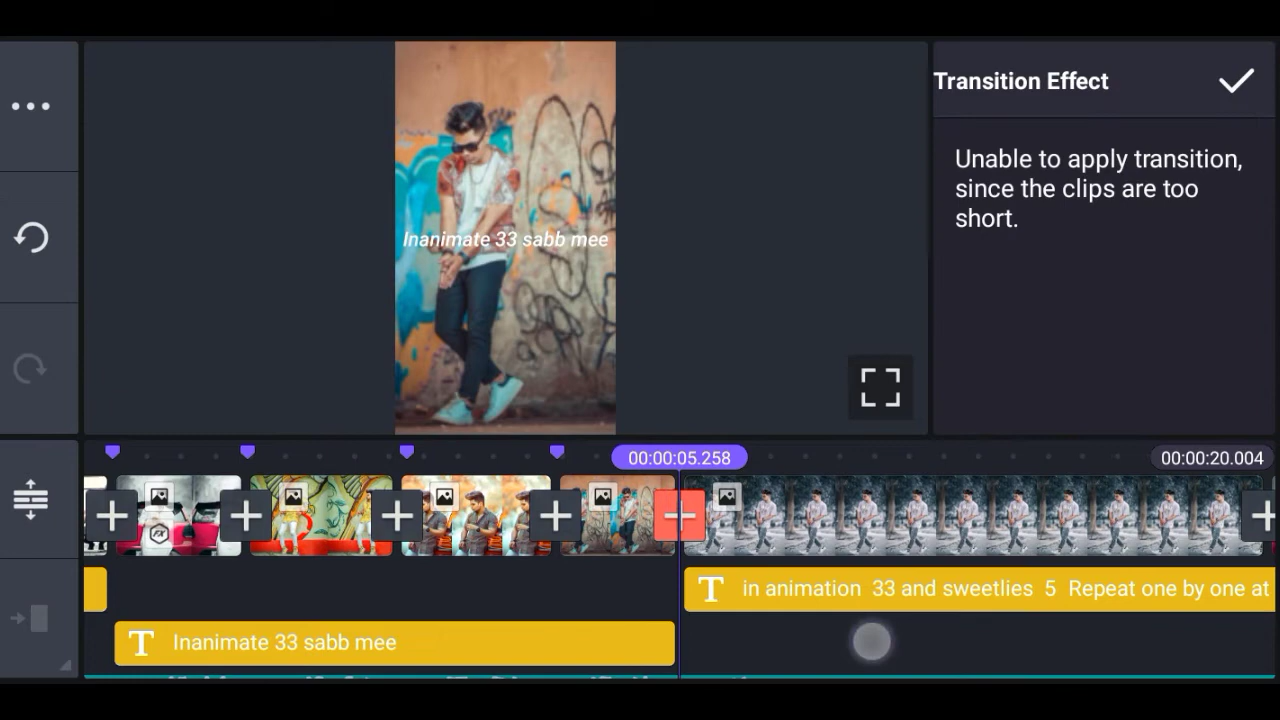 Transition Effect
Unable to apply transition,
since the clips are too
short.
Inanimate 33 sabb mee
00:00:05.258
00:00:20.004
FX
T in animation 33 and sweetlies 5 Repeat one by one at
T Inanimate 33 sabb mee